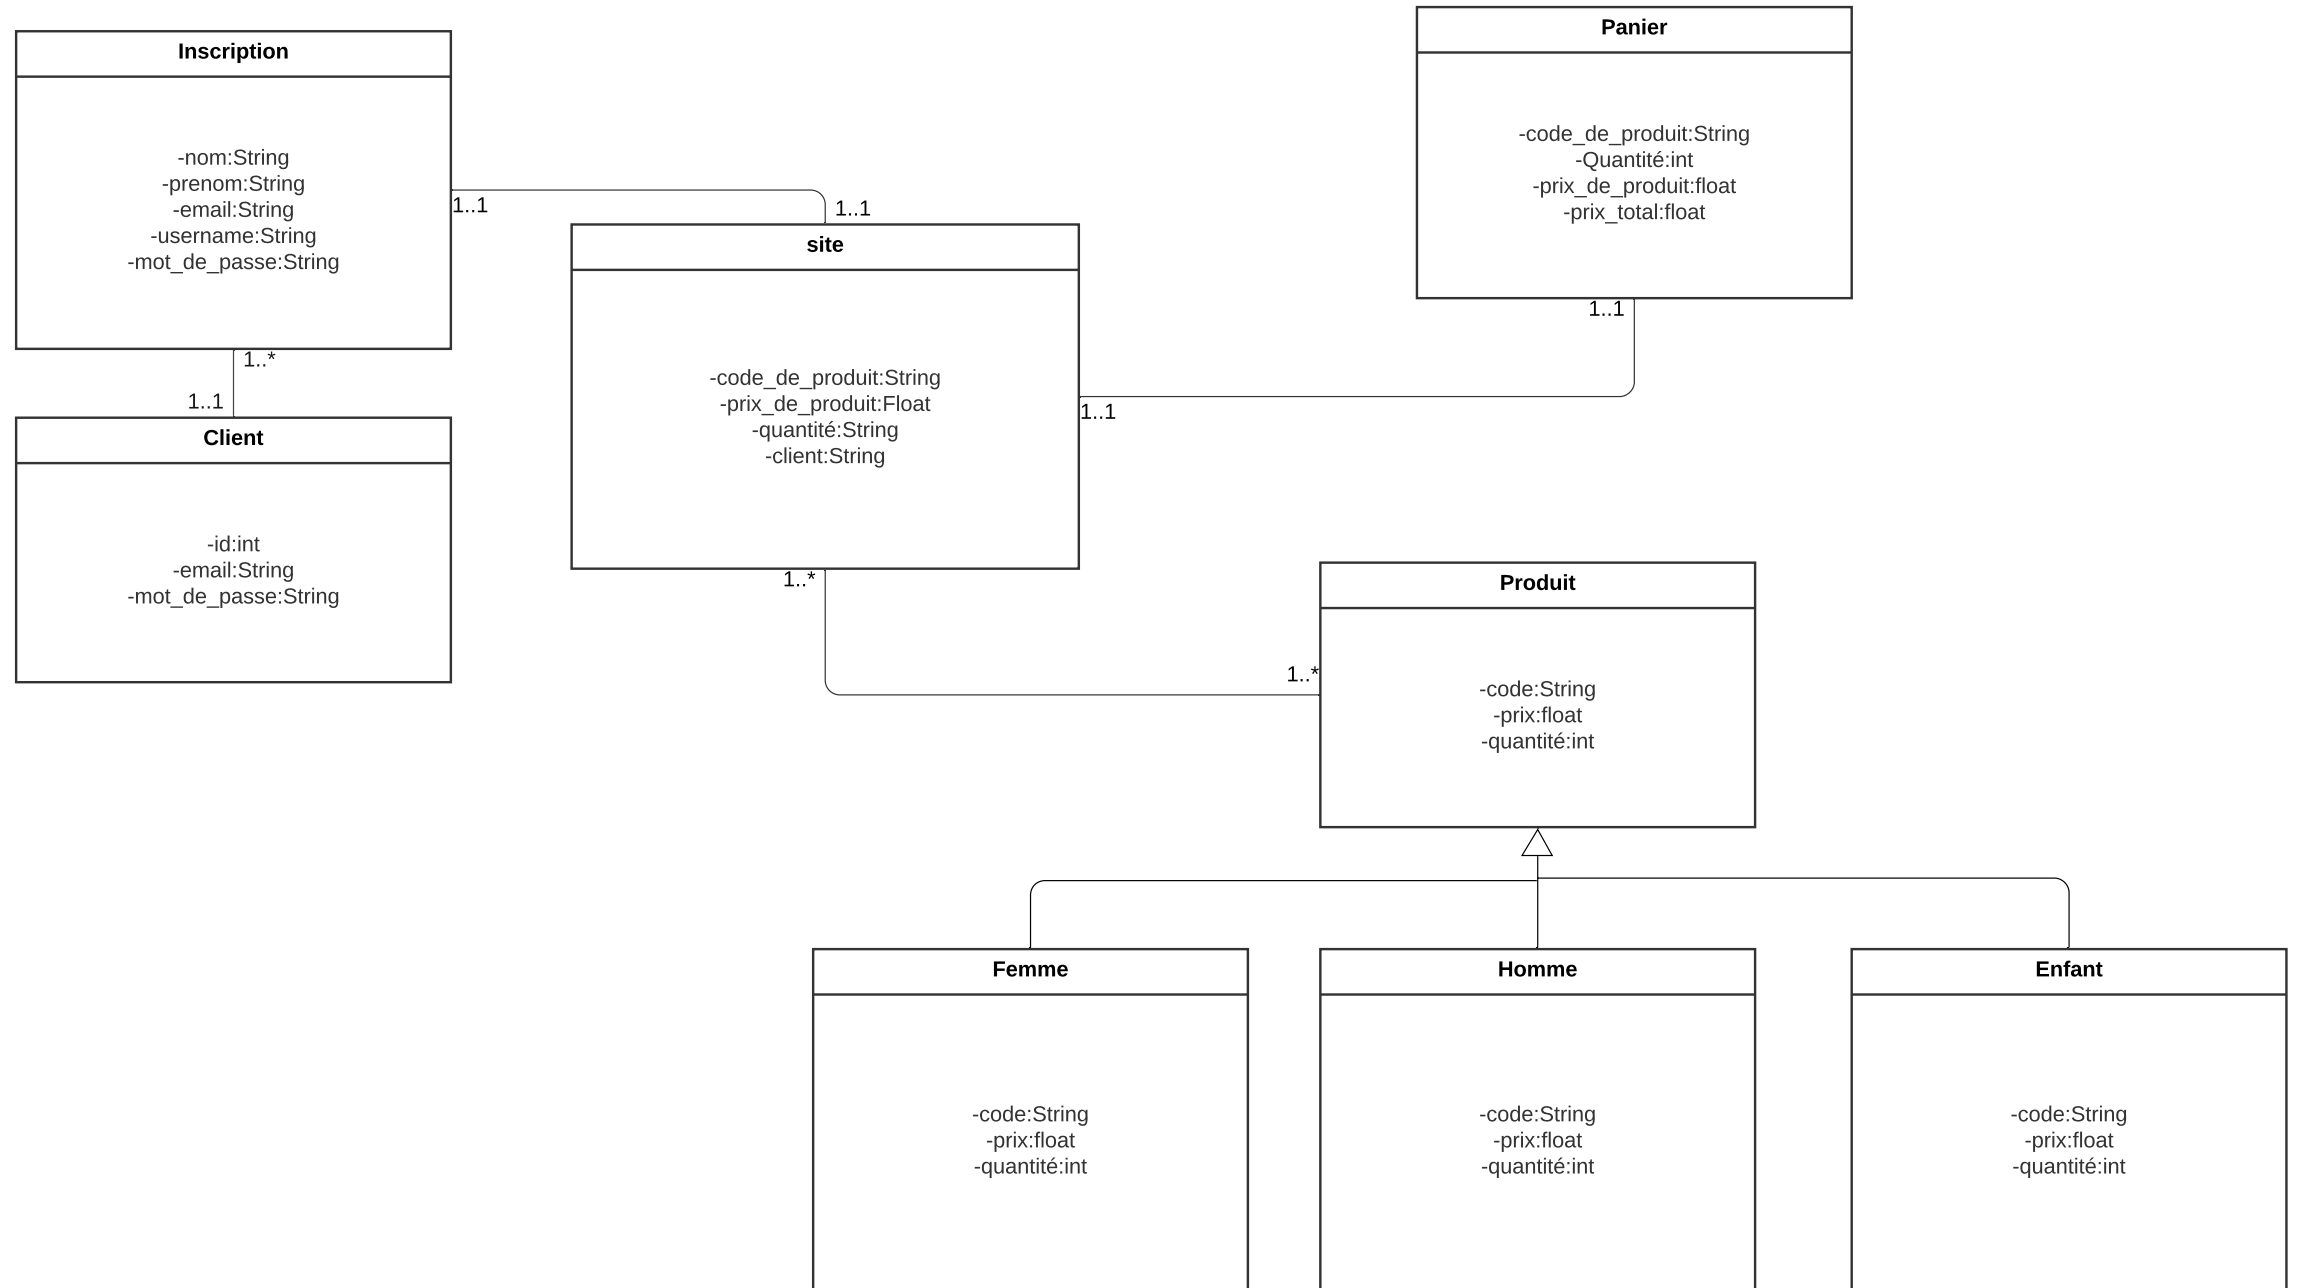 Inscription
-nom:String
-prenom:String
-email:String
-username:String
-mot_de_passe:String
1..1
1..1
1..*
1..1
Client
-id:int
-email:String
-mot_de_passe:String
site
-code_de_produit:String
-prix_de_produit:Float
-quantité:String
-client:String
1..1
1..*
Panier
-code_de_produit:String
-Quantité:int
-prix_de_produit:float
-prix_total:float
1..1
1..*
Produit
-code:String
-prix:float
-quantité:int
Femme
-code:String
-prix:float
-quantité:int
Homme
-code:String
-prix:float
-quantité:int
Enfant
-code:String
-prix:float
-quantité:int